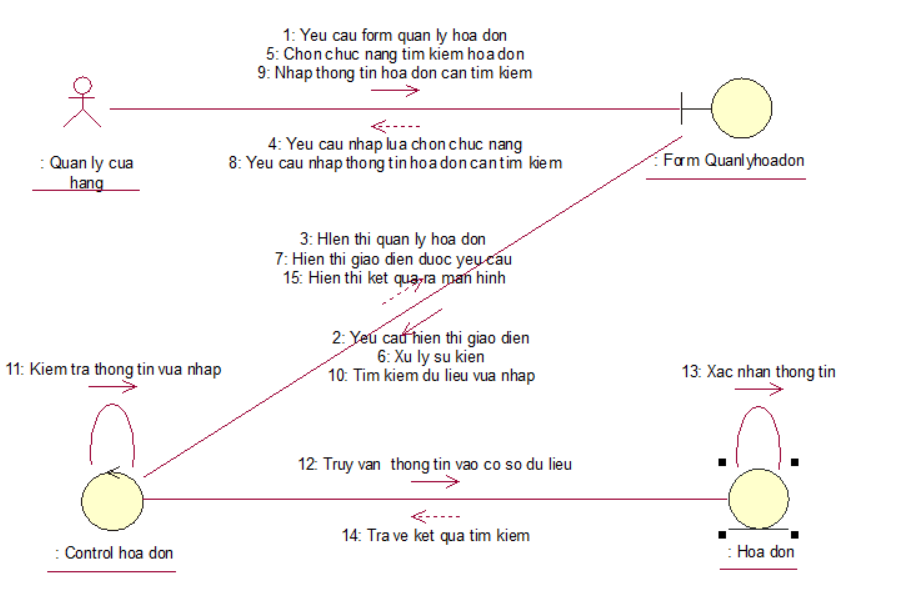 1: Yeu cau form quan ly hoa don
5: Chon chuc nang tim kiem hoa don
9: Nhap thong tin hoa don can tim kiem
4: Yeu cau nhap lua chon chuc nang
8: Yeu cau nhap thong tin hoa don can tim kiem
: Quan ly cua
hang
: Form Quanlyhoadon
3: HIen thi quan ly hoa don
7: Hien thi giao dien duoc yeu cau
15: Hien thi ket qua ra man hinh
2: Yeu cau hien thi giao dien
6: Xu ly su kien
10: Tim kiem du lieu vua nhap
11: Kiem tra thong tin vua nhap
13: Xac nhan thong tin
12: Truy van thong tin vao co so du lieu
14: Tra ve ket qua tim kiem
: Control hoa don
: Hoa don